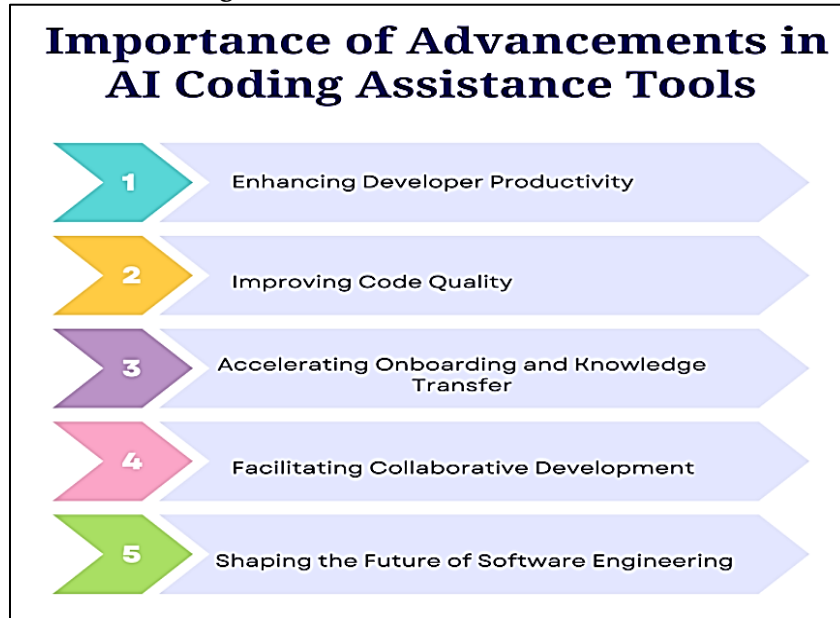 Importance of Advancements in
AI Coding Assistance Tools
1 Enhancing Developer Productivity
2 Improving Code Quality
3 Accelerating Onboarding and Knowledge
Transfer
4 Facilitating Collaborative Development
5 Shaping the Future of Software Engineering